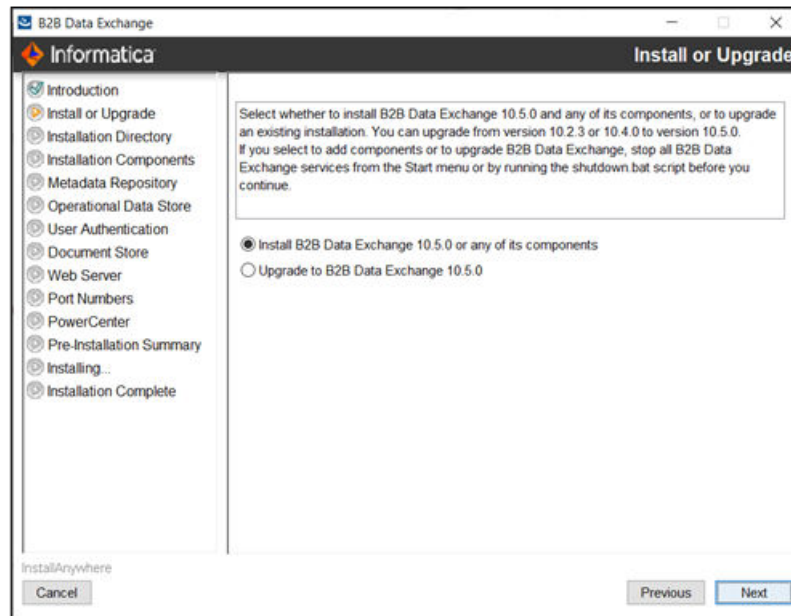 B2B Data Exchange
Informatica
Install or Upgrade
Introduction
Install or Upgrade
Installation Directory
Installation Components
Metadata Repository
Operational Data Store
User Authentication
Document Store
Web Server
Port Numbers
PowerCenter
Pre-Installation Summary
Installing...
Installation Complete
Select whether to install B2B Data Exchange 10.5.0 and any of its components, or to upgrade
an existing installation. You can upgrade from version 10.2.3 or 10.4.0 to version 10.5.0.
If you select to add components or to upgrade B2B Data Exchange, stop all B2B Data
Exchange services from the Start menu or by running the shutdown.bat script before you
continue.
Install B2B Data Exchange 10.5.0 or any of its components
Upgrade to B2B Data Exchange 10.5.0
InstallAnywhere
Cancel
Previous
Next